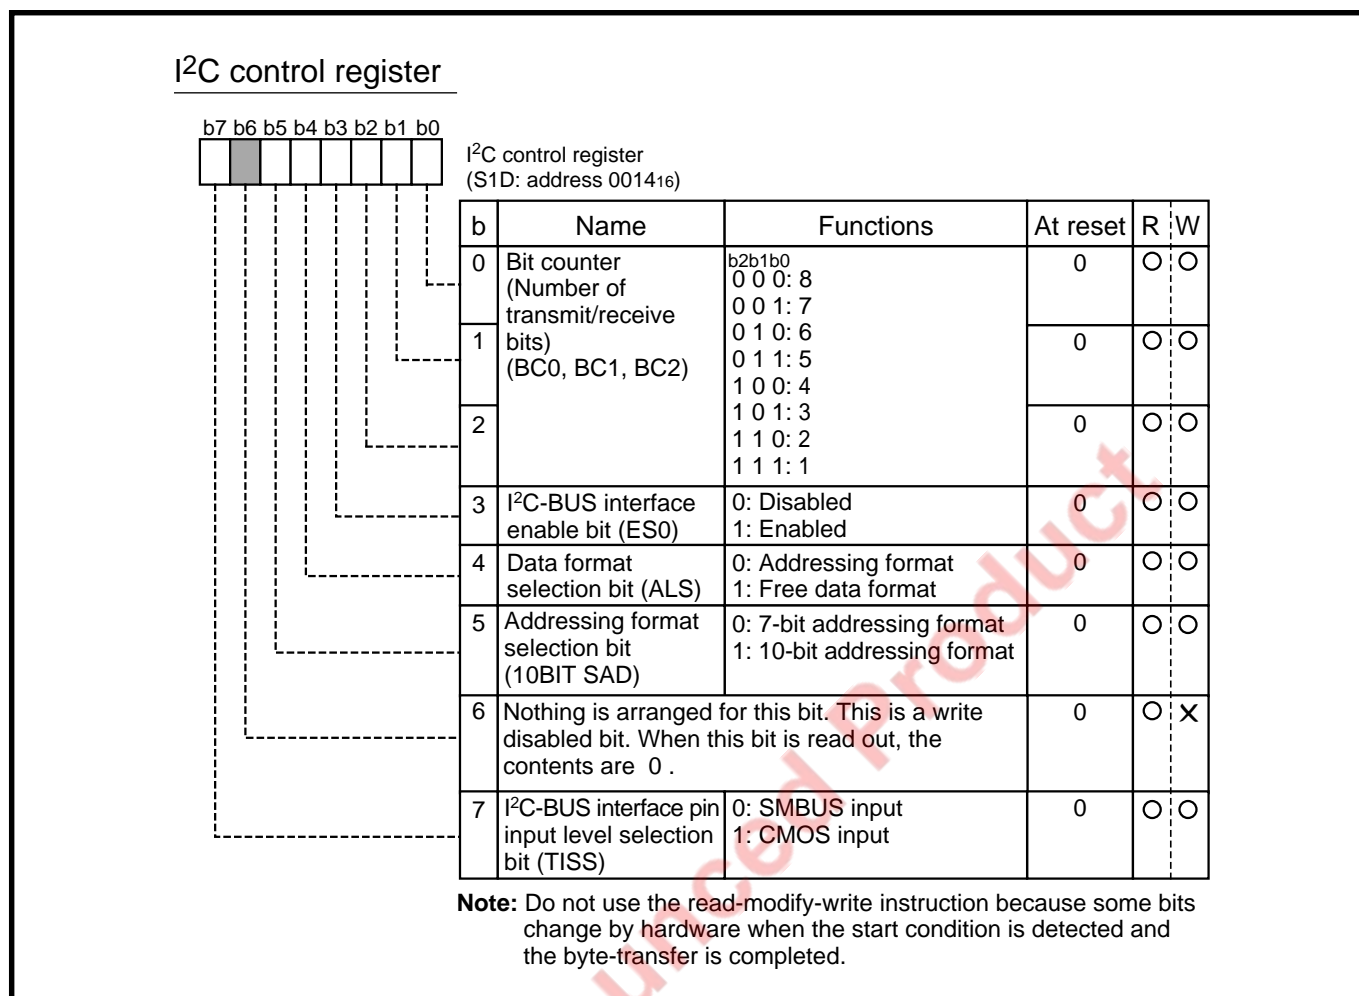 I2C control register
b7 b6 b5 b4 b3 b2 b1 b0
I2C control register
(S1D: address 001416)
b Name Functions At reset R W
0 Bit counter
(Number of
transmit/receive
bits)
(BC0, BC1, BC2)
b2b1b0
0 0 0: 8
0 0 1: 7
0 1 0: 6
0 1 1: 5
1 0 0: 4
1 0 1: 3
1 1 0: 2
1 1 1: 1
0
1
0
2
0
3 I2C-BUS interface
enable bit (ES0)
0: Disabled
1: Enabled
0
4 Data format
selection bit (ALS)
0: Addressing format
1: Free data format
0
5 Addressing format
selection bit
(10BIT SAD)
0: 7-bit addressing format
1: 10-bit addressing format
0
6 Nothing is arranged for this bit. This is a write
disabled bit. When this bit is read out, the
contents are 0 .
0
7 I2C-BUS interface pin
input level selection
bit (TISS)
0: SMBUS input
1: CMOS input
0
Note: Do not use the read-modify-write instruction because some bits
change by hardware when the start condition is detected and
the byte-transfer is completed.
unced Product